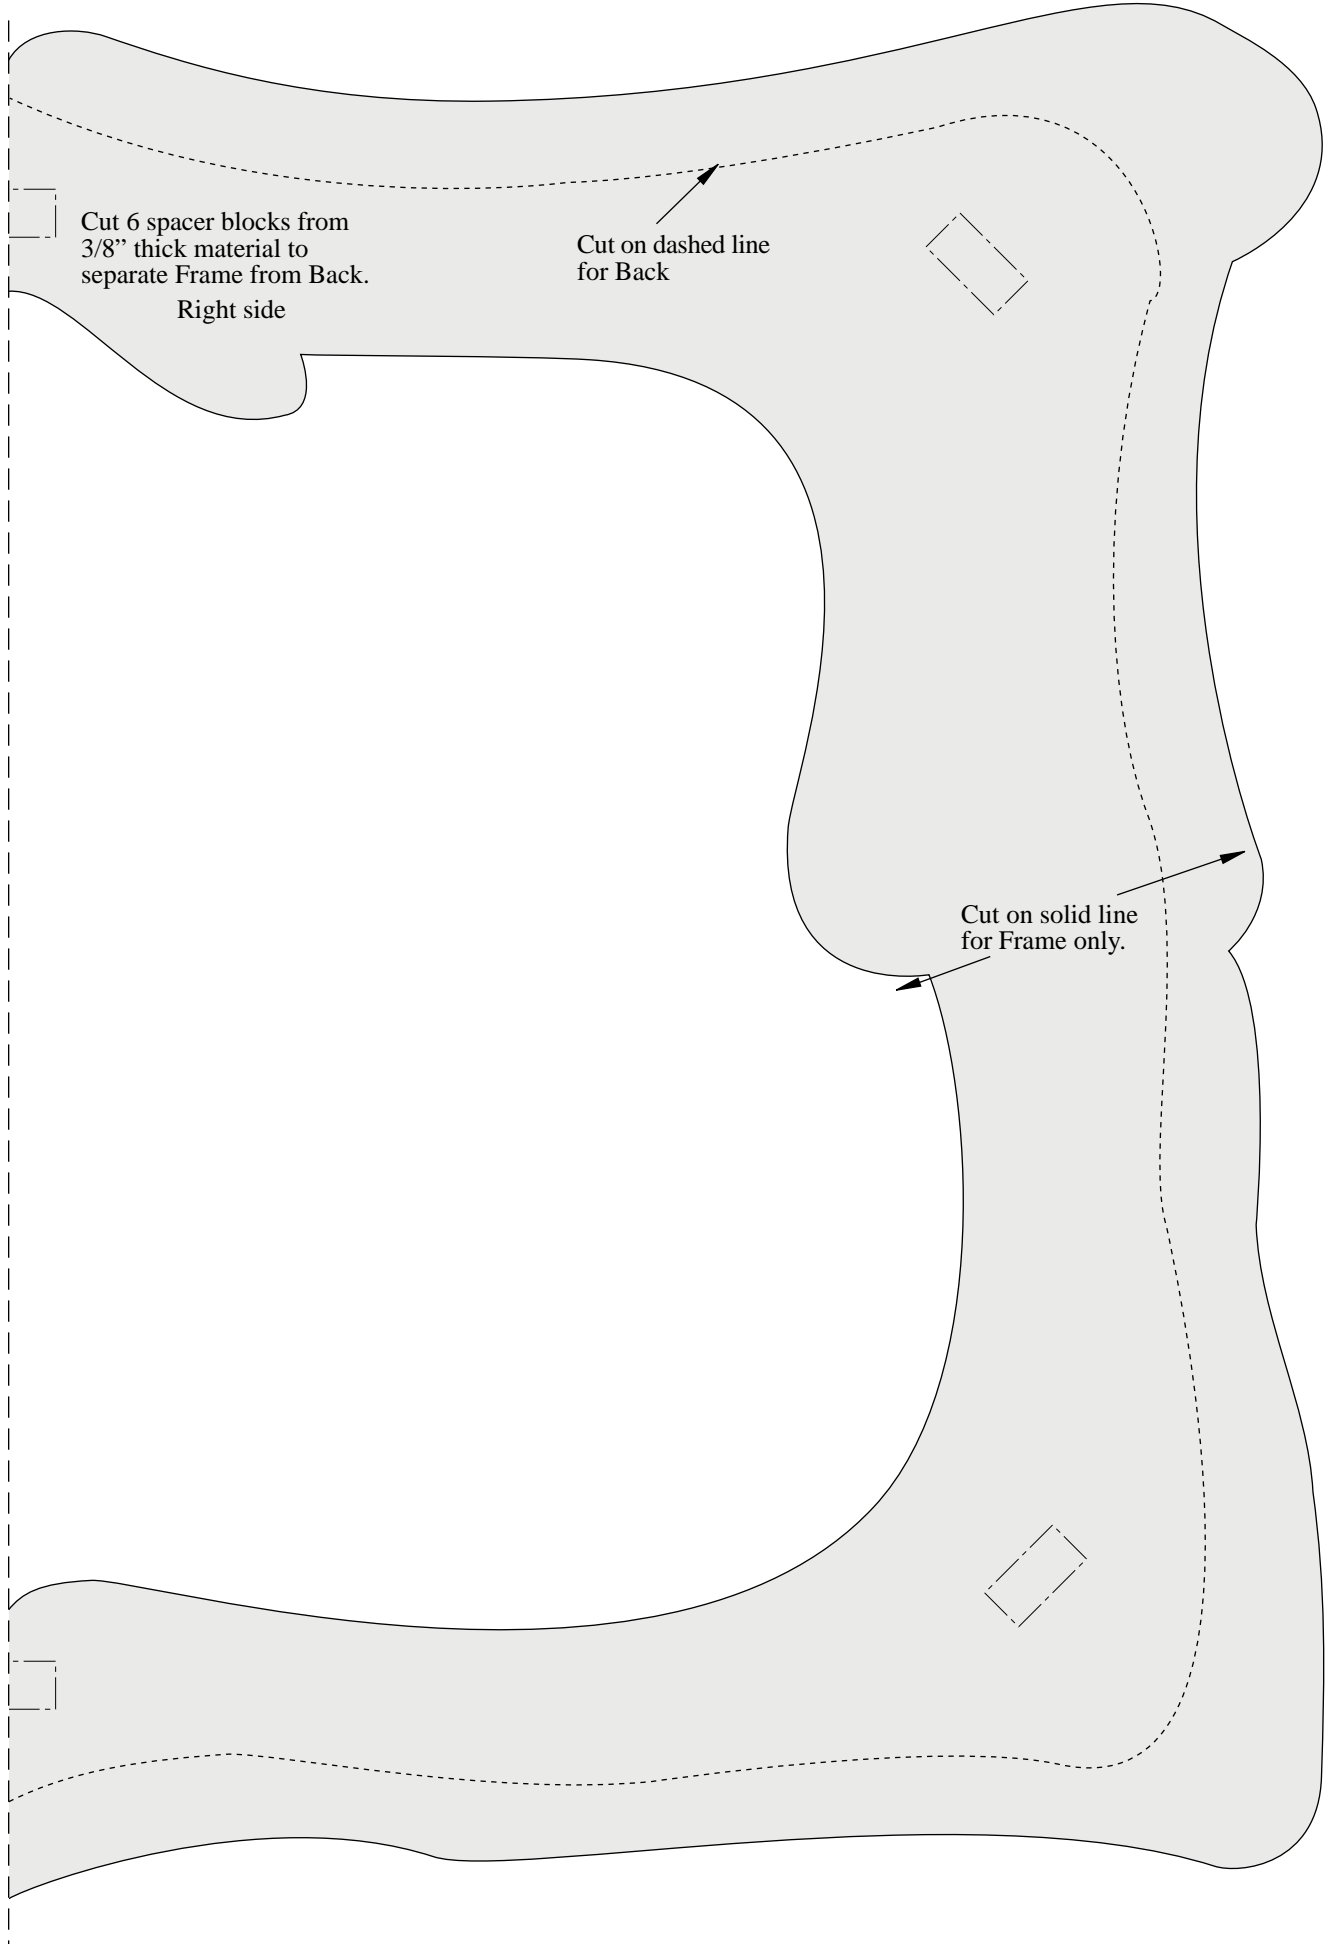 Cut 6 spacer blocks from
3/8” thick material to
separate Frame from Back.
Right side
Cut on dashed line
for Back
Cut on solid line
for Frame only.